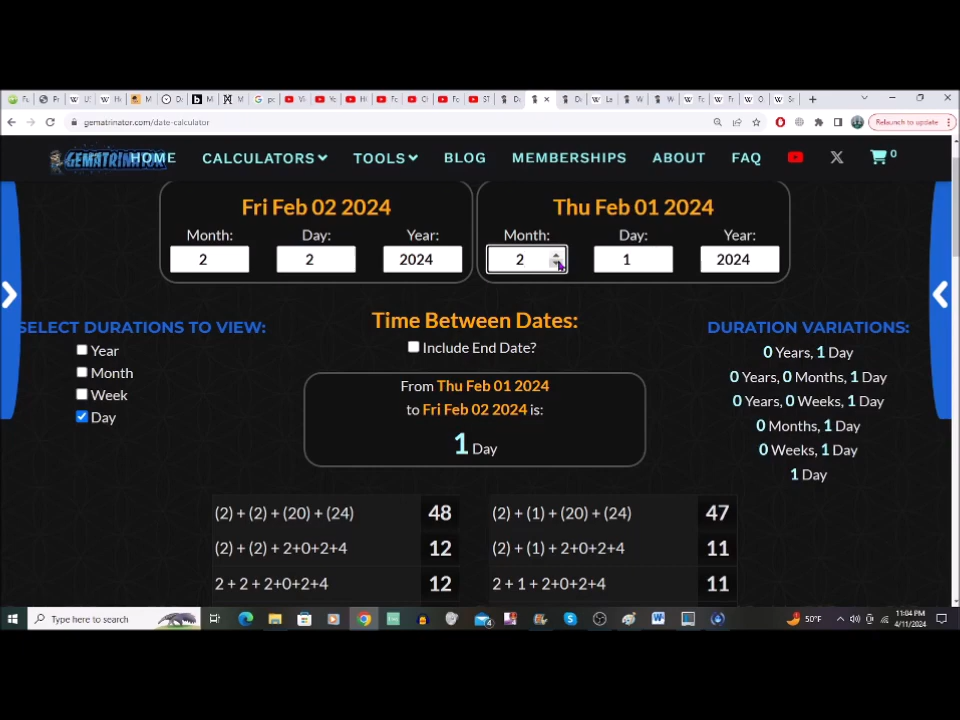 gematrinator.com/date-calculator
Relaunch to update
GEMATRINATOR
HOME
CALCULATORS
TOOLS
BLOG
MEMBERSHIPS
ABOUT
FAQ
0
Fri Feb 02 2024
Month:
Day:
Year:
2
2
2024
Thu Feb 01 2024
Month:
Day:
Year:
2
1
2024
SELECT DURATIONS TO VIEW:
Year
Month
Week
Day
Time Between Dates:
Include End Date?
From Thu Feb 01 2024
to Fri Feb 02 2024 is:
1 Day
DURATION VARIATIONS:
0 Years, 1 Day
0 Years, 0 Months, 1 Day
0 Years, 0 Weeks, 1 Day
0 Months, 1 Day
0 Weeks, 1 Day
1 Day
(2) + (2) + (20) + (24) 48
(2) + (2) + 2+0+2+4 12
2 + 2 + 2+0+2+4 12
(2) + (1) + (20) + (24) 47
(2) + (1) + 2+0+2+4 11
2 + 1 + 2+0+2+4 11
Type here to search
50°F
11:04 PM
4/11/2024